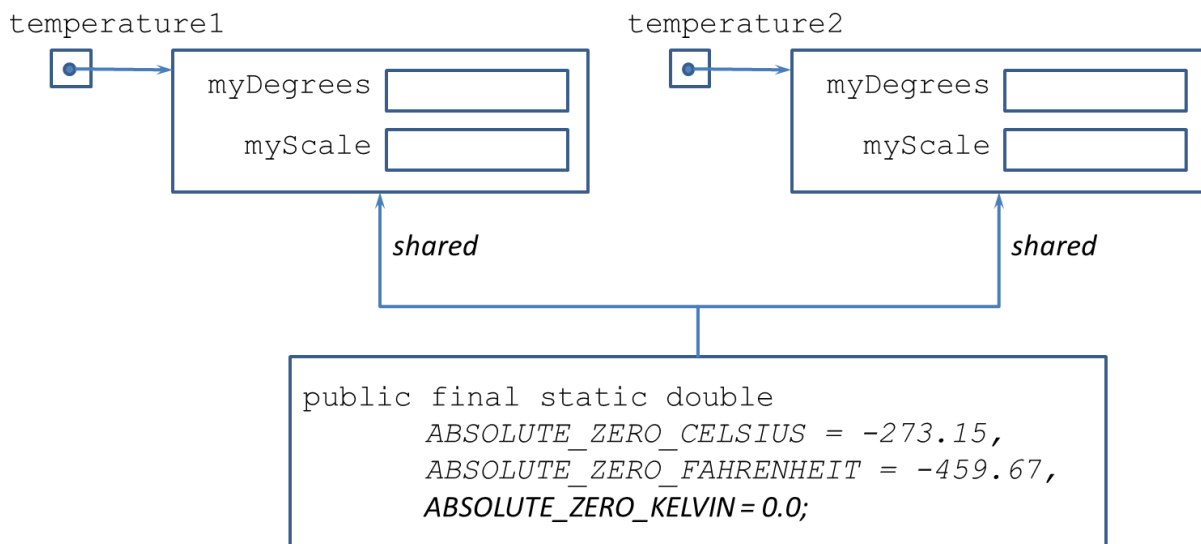 temperature1
temperature2
myDegrees
myScale
myDegrees
myScale
shared
shared
public final static double
ABSOLUTE_ZERO_CELSIUS = -273.15,
ABSOLUTE_ZERO_FAHRENHEIT = -459.67,
ABSOLUTE_ZERO_KELVIN = 0.0;